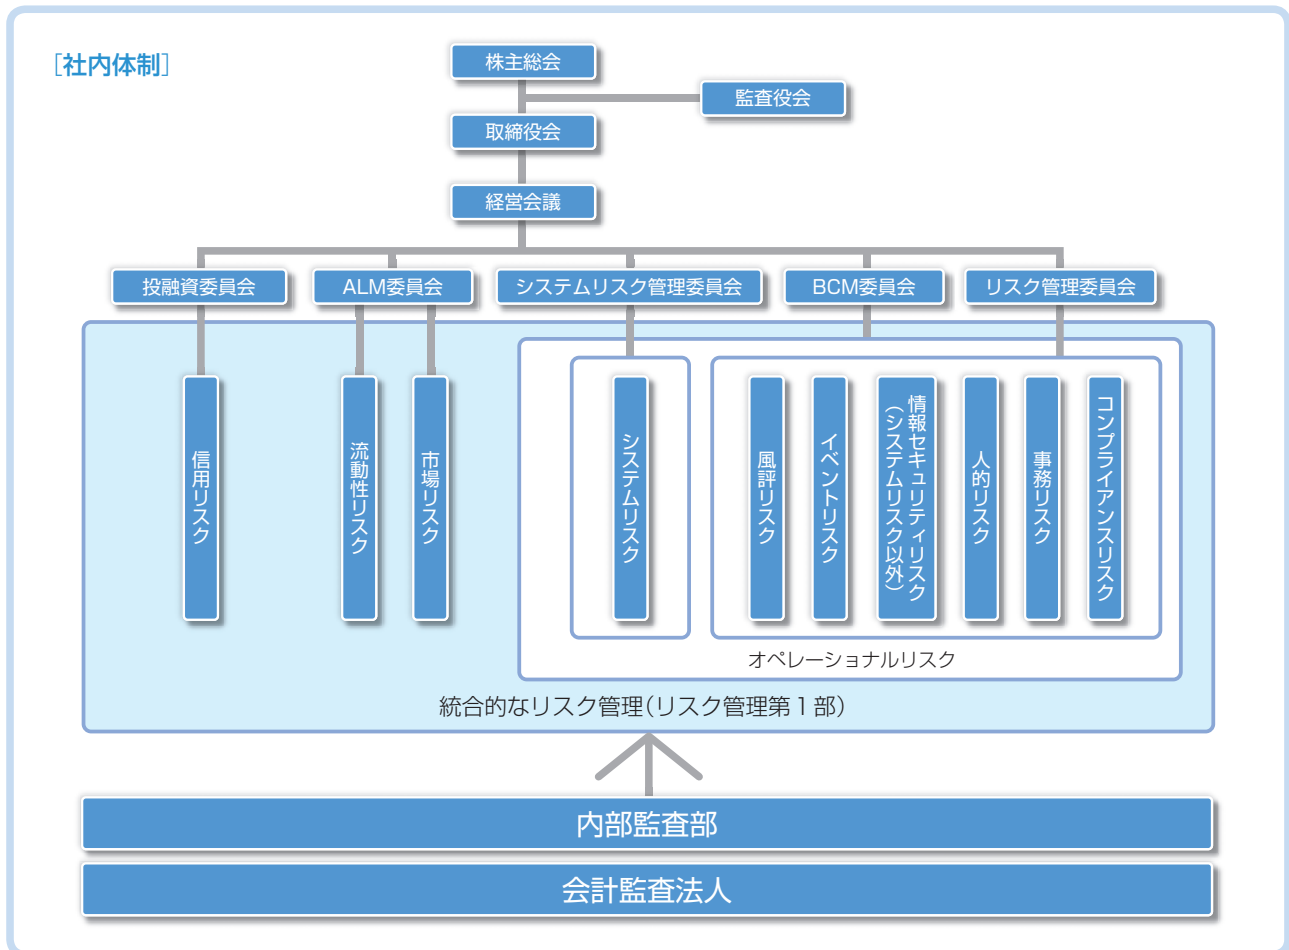 ［社内体制］
株主総会
監査役会
取締役会
経営会議
投融資委員会
ALM委員会
システムリスク管理委員会
BCM委員会
リスク管理委員会
信用リスク
流動性リスク
市場リスク
システムリスク
風評リスク
イベントリスク
情報セキュリティリスク
（システムリスク以外）
人的リスク
事務リスク
コンプライアンスリスク
オペレーショナルリスク
統合的なリスク管理（リスク管理第１部）
内部監査部
会計監査法人